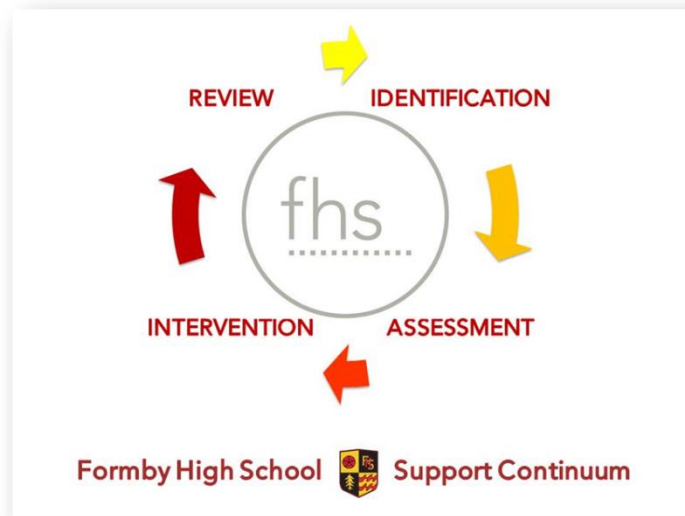 REVIEW IDENTIFICATION
fhs
INTERVENTION ASSESSMENT
Formby High School Support Continuum